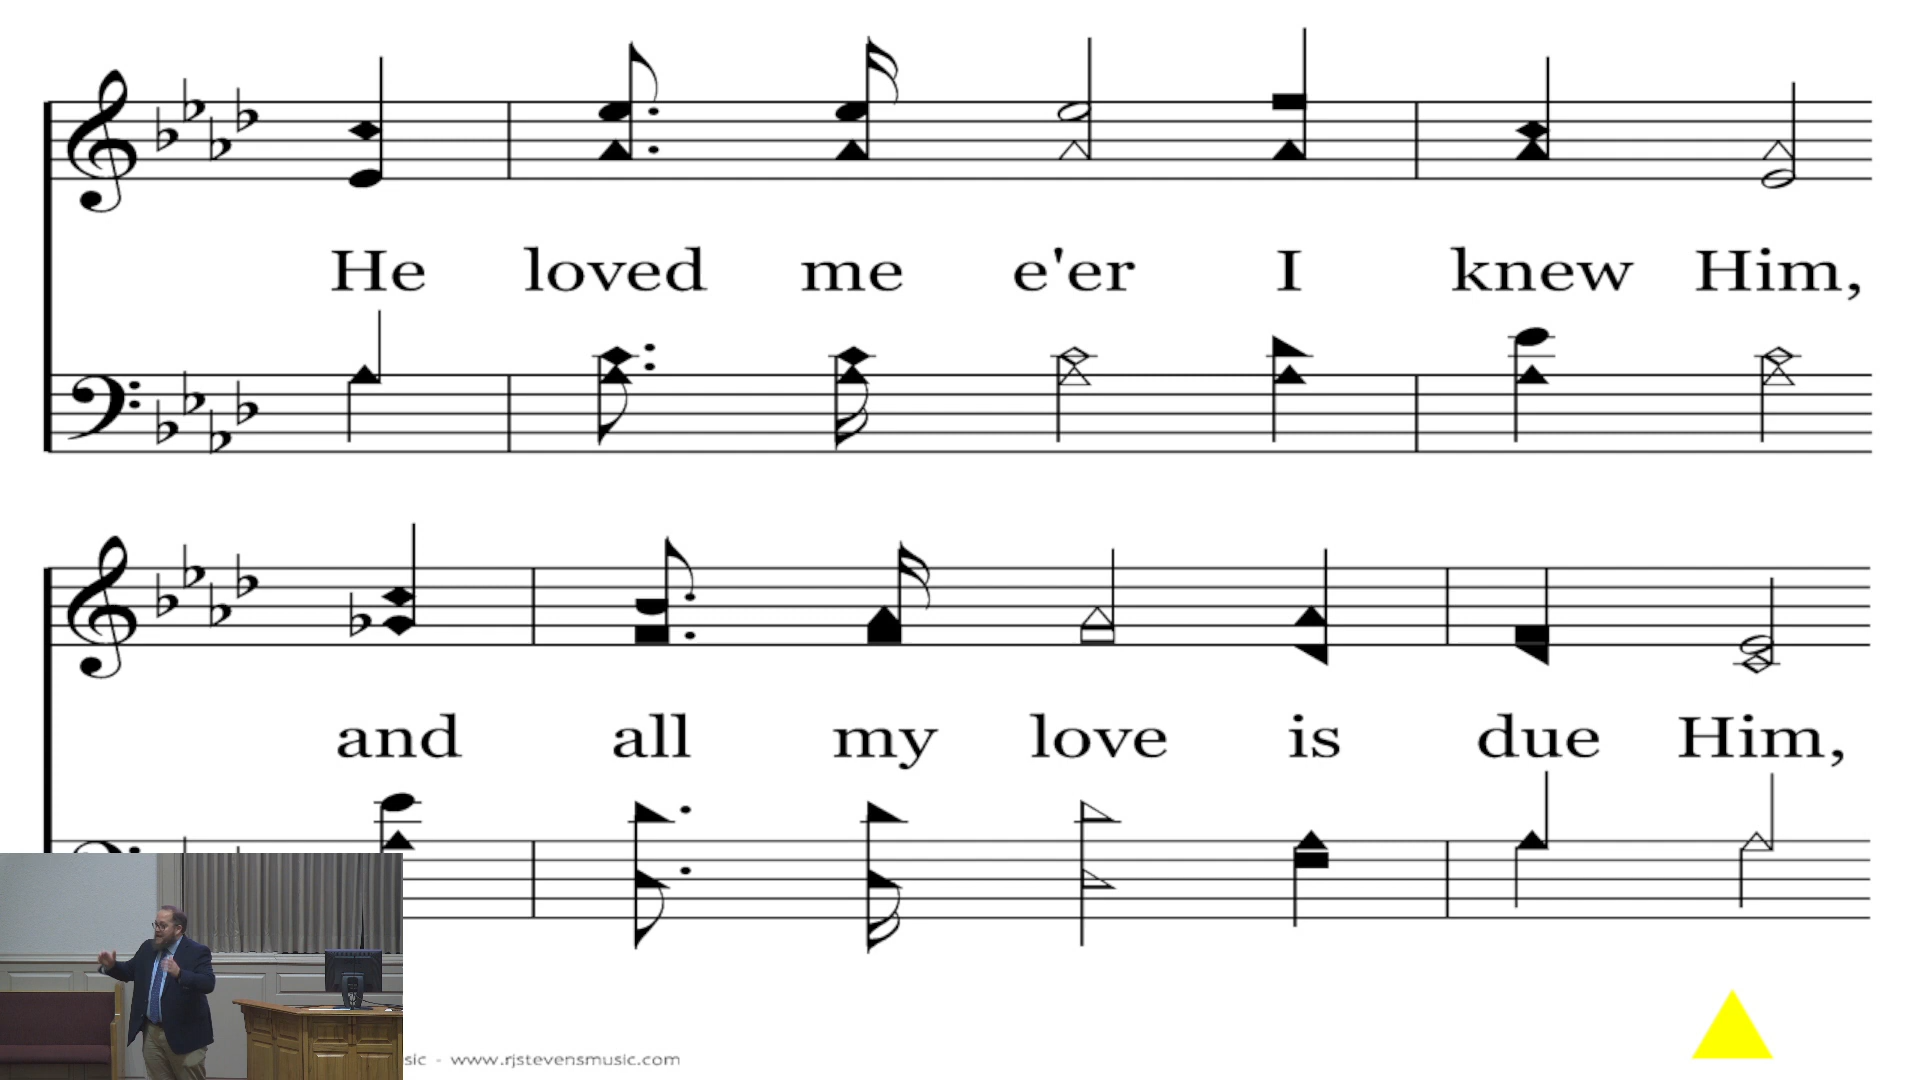 He loved me e'er I knew Him,
and all my love is due Him,
sic - www.rjstevensmusic.com